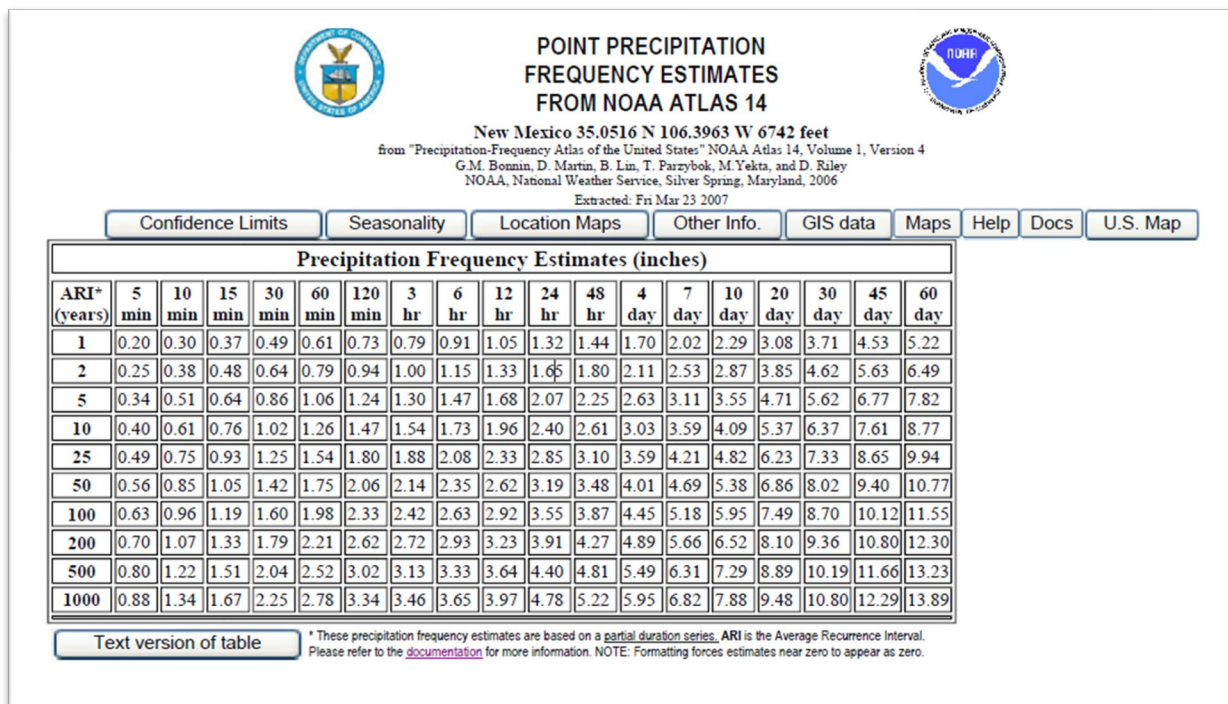 POINT PRECIPITATION
FREQUENCY ESTIMATES
FROM NOAA ATLAS 14
NOAA
New Mexico 35.0516 N 106.3963 W 6742 feet
from "Precipitation-Frequency Atlas of the United States" NOAA Atlas 14, Volume 1, Version 4
G.M. Bonnin, D. Martin, B. Lin, T. Parzybok, M.Yekta, and D. Riley
NOAA, National Weather Service, Silver Spring, Maryland, 2006
Extracted: Fri Mar 23 2007
Confidence Limits Seasonality Location Maps Other Info. GIS data Maps Help Docs U.S. Map
Precipitation Frequency Estimates (inches)
ARI* 5 10 15 30 60 120 3 6 12 24 48 4 7 10 20 30 45 60
(years) min min min min min min hr hr hr hr hr day day day day day day day
1 0.20 0.30 0.37 0.49 0.61 0.73 0.79 0.91 1.05 1.32 1.44 1.70 2.02 2.29 3.08 3.71 4.53 5.22
2 0.25 0.38 0.48 0.64 0.79 0.94 1.00 1.15 1.33 1.65 1.80 2.11 2.53 2.87 3.85 4.62 5.63 6.49
5 0.34 0.51 0.64 0.86 1.06 1.24 1.30 1.47 1.68 2.07 2.25 2.63 3.11 3.55 4.71 5.62 6.77 7.82
10 0.40 0.61 0.76 1.02 1.26 1.47 1.54 1.73 1.96 2.40 2.61 3.03 3.59 4.09 5.37 6.37 7.61 8.77
25 0.49 0.75 0.93 1.25 1.54 1.80 1.88 2.08 2.33 2.85 3.10 3.59 4.21 4.82 6.23 7.33 8.65 9.94
50 0.56 0.85 1.05 1.42 1.75 2.06 2.14 2.35 2.62 3.19 3.48 4.01 4.69 5.38 6.86 8.02 9.40 10.77
100 0.63 0.96 1.19 1.60 1.98 2.33 2.42 2.63 2.92 3.55 3.87 4.45 5.18 5.95 7.49 8.70 10.12 11.55
200 0.70 1.07 1.33 1.79 2.21 2.62 2.72 2.93 3.23 3.91 4.27 4.89 5.66 6.52 8.10 9.36 10.80 12.30
500 0.80 1.22 1.51 2.04 2.52 3.02 3.13 3.33 3.64 4.40 4.81 5.49 6.31 7.29 8.89 10.19 11.66 13.23
1000 0.88 1.34 1.67 2.25 2.78 3.34 3.46 3.65 3.97 4.78 5.22 5.95 6.82 7.88 9.48 10.80 12.29 13.89
Text version of table
* These precipitation frequency estimates are based on a partial duration series. ARI is the Average Recurrence Interval.
Please refer to the documentation for more information. NOTE: Formatting forces estimates near zero to appear as zero.